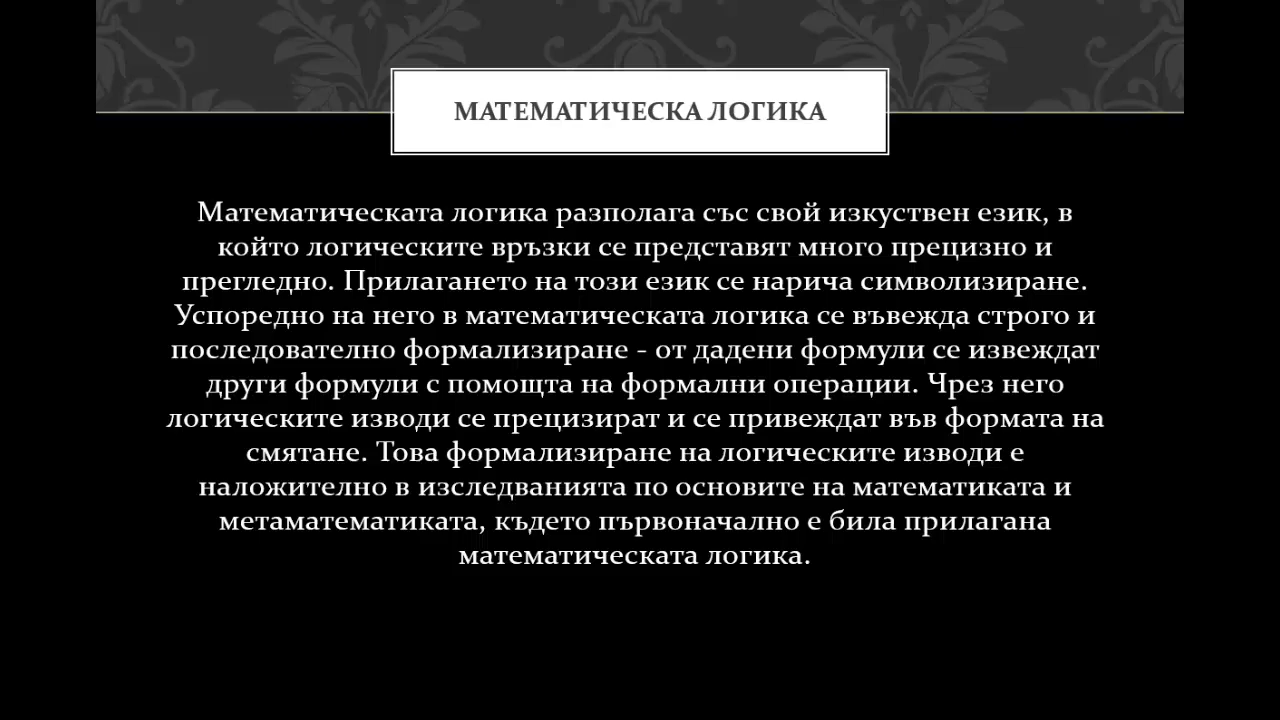 МАТЕМАТИЧЕСКА ЛОГИКА
Математическата логика разполага със свой изкуствен език, в
който логическите връзки се представят много прецизно и
прегледно. Прилагането на този език се нарича символизиране.
Успоредно на него в математическата логика се въвежда строго и
последователно формализиране - от дадени формули се извеждат
други формули с помощта на формални операции. Чрез него
логическите изводи се прецизират и се привеждат във формата на
смятане. Това формализиране на логическите изводи е
наложително в изследванията по основите на математиката и
метаматематиката, където първоначално е била прилагана
математическата логика.